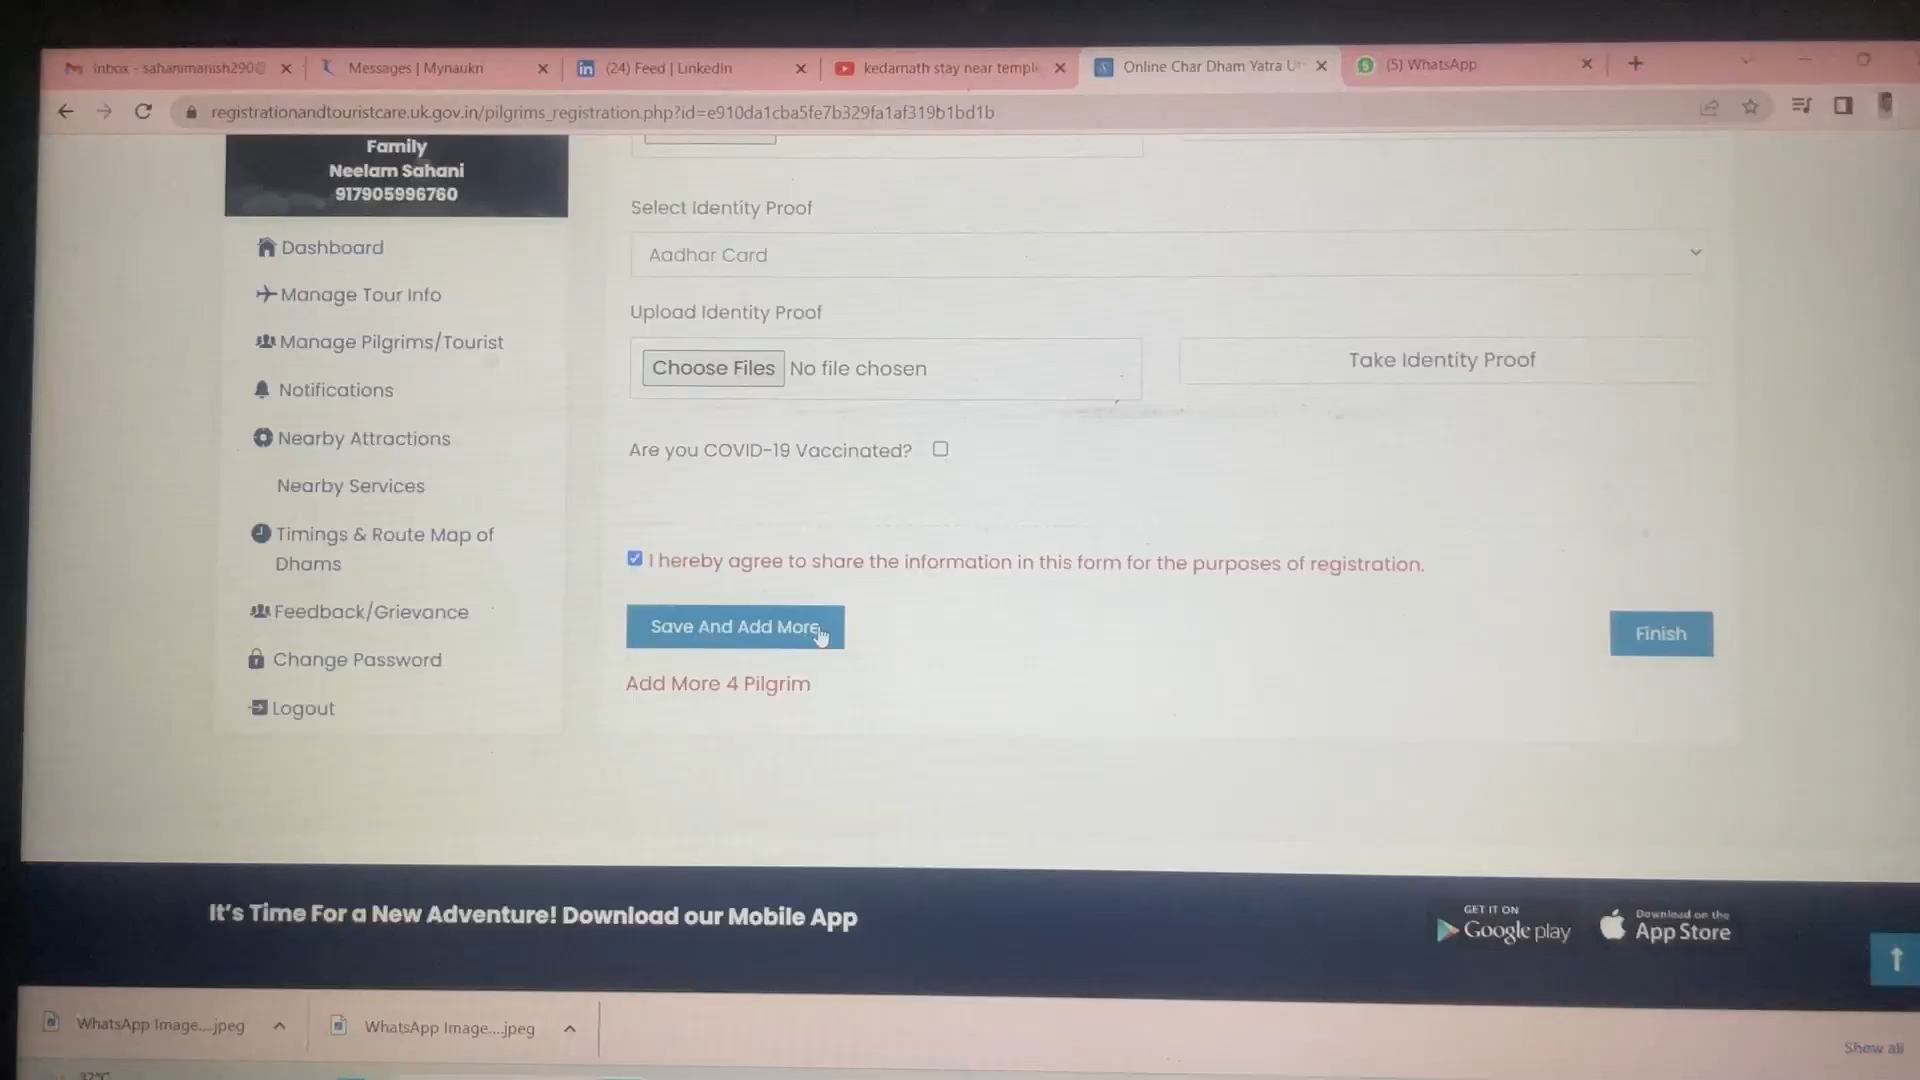 Inbox - sahanimanish290@
Messages | Mynaukri
(24) Feed | LinkedIn
kedarnath stay near templ
Online Char Dham Yatra U
(5) WhatsApp
registrationandtouristcare.uk.gov.in/pilgrims_registration.php?id=e910da1cba5fe7b329fa1af319b1bd1b
Family
Neelam Sahani
917905996760
Dashboard
Manage Tour Info
Manage Pilgrims/Tourist
Notifications
Nearby Attractions
Nearby Services
Timings & Route Map of
Dhams
Feedback/Grievance
Change Password
Logout
Select Identity Proof
Aadhar Card
Upload Identity Proof
Choose Files No file chosen
Take Identity Proof
Are you COVID-19 Vaccinated?
I hereby agree to share the information in this form for the purposes of registration.
Save And Add More
Finish
Add More 4 Pilgrim
It's Time For a New Adventure! Download our Mobile App
GET IT ON
Google play
Download on the
App Store
WhatsApp Image....jpeg
WhatsApp Image....jpeg
Show all
32°C